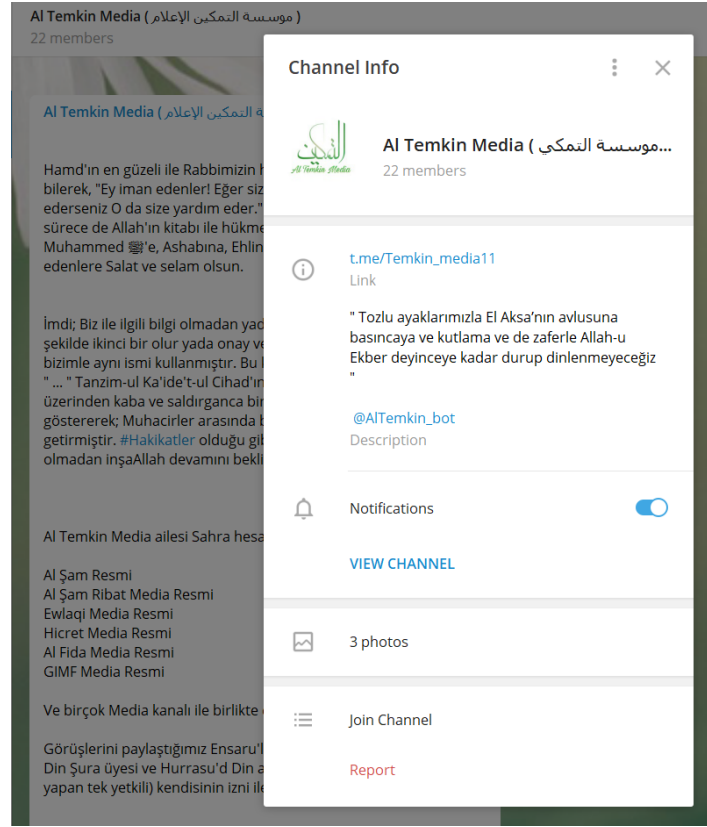 Al Temkin Media ( موسسة التمكين الإعلام )
22 members
Al Temkin Media ( ة التمكين الإعلام
Hamd'ın en güzeli ile Rabbimizin
bilerek, "Ey iman edenler! Eğer siz
ederseniz O da size yardım eder."
sürece de Allah'ın kitabı ile hükme
Muhammed ﷺ'e, Ashabına, Ehlin
edenlere Salat ve selam olsun.
İmdi; Biz ile ilgili bilgi olmadan yad
şekilde ikinci bir olur yada onay ve
bizimle aynı ismi kullanmıştır. Bu
" ... " Tanzim-ul Ka'ide't-ul Cihad'ın
üzerinden kaba ve saldırganca bir
göstererek; Muhacirler arasında
getirmiştir. #Hakikatler olduğu gi
olmadan inşaAllah devamını bekli
Al Temkin Media ailesi Sahra hesa
Al Şam Resmi
Al Şam Ribat Media Resmi
Ewlaqi Media Resmi
Hicret Media Resmi
Al Fida Media Resmi
GIMF Media Resmi
Ve birçok Media kanalı ile birlikte
Görüşlerini paylaştığımız Ensaru'l
Din Şura üyesi ve Hurrasu'd Din a
yapan tek yetkili) kendisinin izni ile
Channel Info
التمكين
Al Temkin Media
Al Temkin Media ( موسسة التمكي...
22 members
t.me/Temkin_media11
Link
" Tozlu ayaklarımızla El Aksa’nın avlusuna
basıncaya ve kutlama ve de zaferle Allah-u
Ekber deyinceye kadar durup dinlenmeyeceğiz
"
@AlTemkin_bot
Description
Notifications
VIEW CHANNEL
3 photos
Join Channel
Report